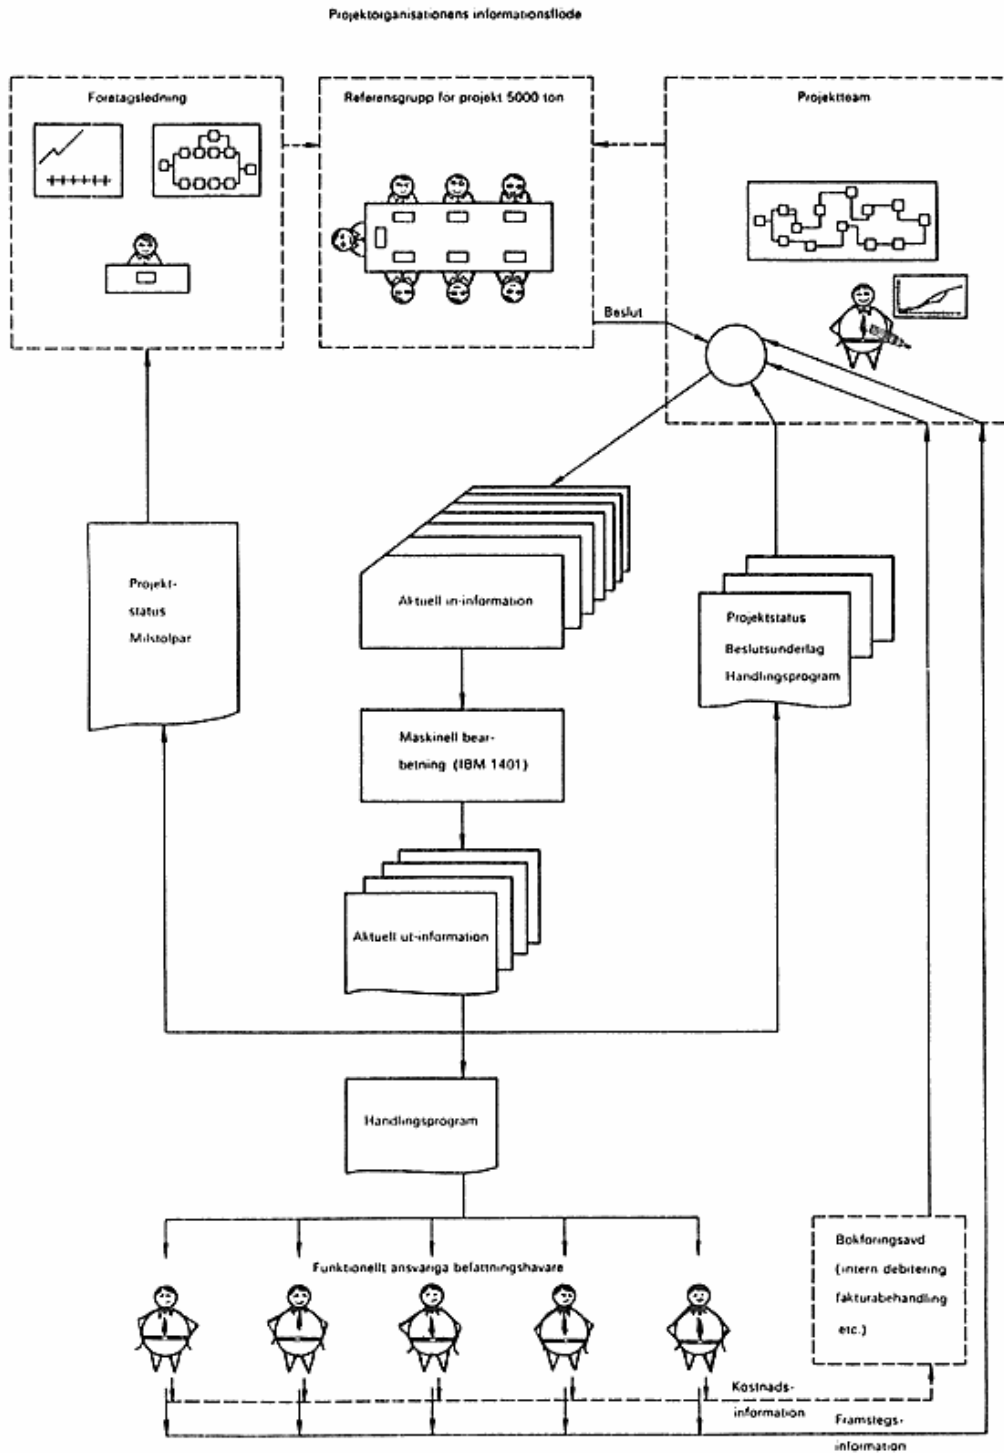 Projektorganisationens informationsflöde
Företagsledning
Referensgrupp for projekt 5000 ton
Projektteam
Beslut
Aktuell in-information
Projekt-
status
Milstolpar
Projektstatus
Beslutsunderlag
Handlingsprogram
Maskinell bear-
betning (IBM 1401)
Aktuell ut-information
Handlingsprogram
Funktionellt ansvariga befattningshavare
Bokforingsavd
(intern debitering
fakturabehandling
etc.)
Kostnads-
information
Framstegs-
information